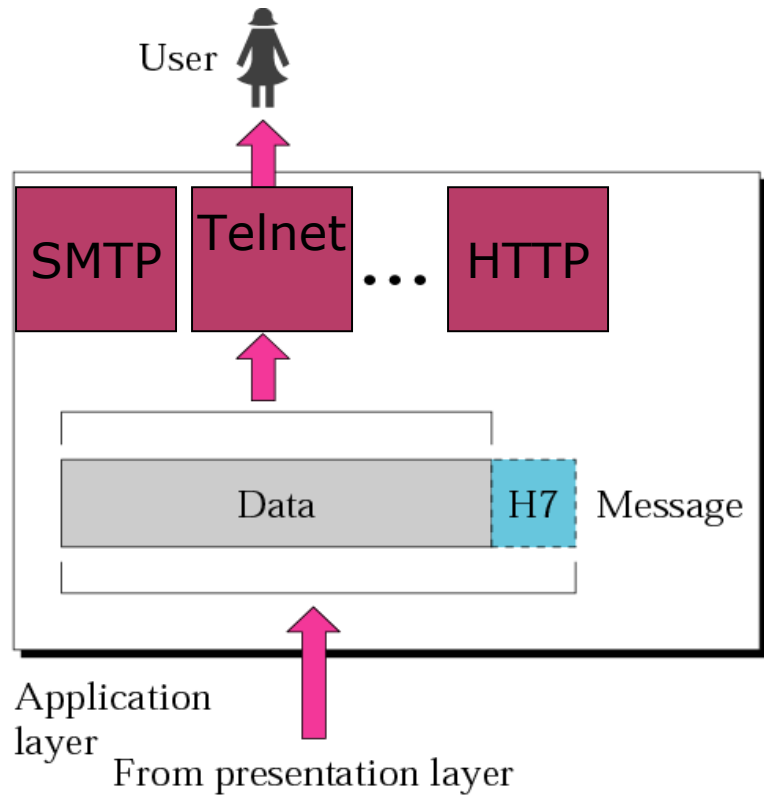 User
SMTP
Telnet
...
HTTP
Data
H7
Message
Application
layer
From presentation layer